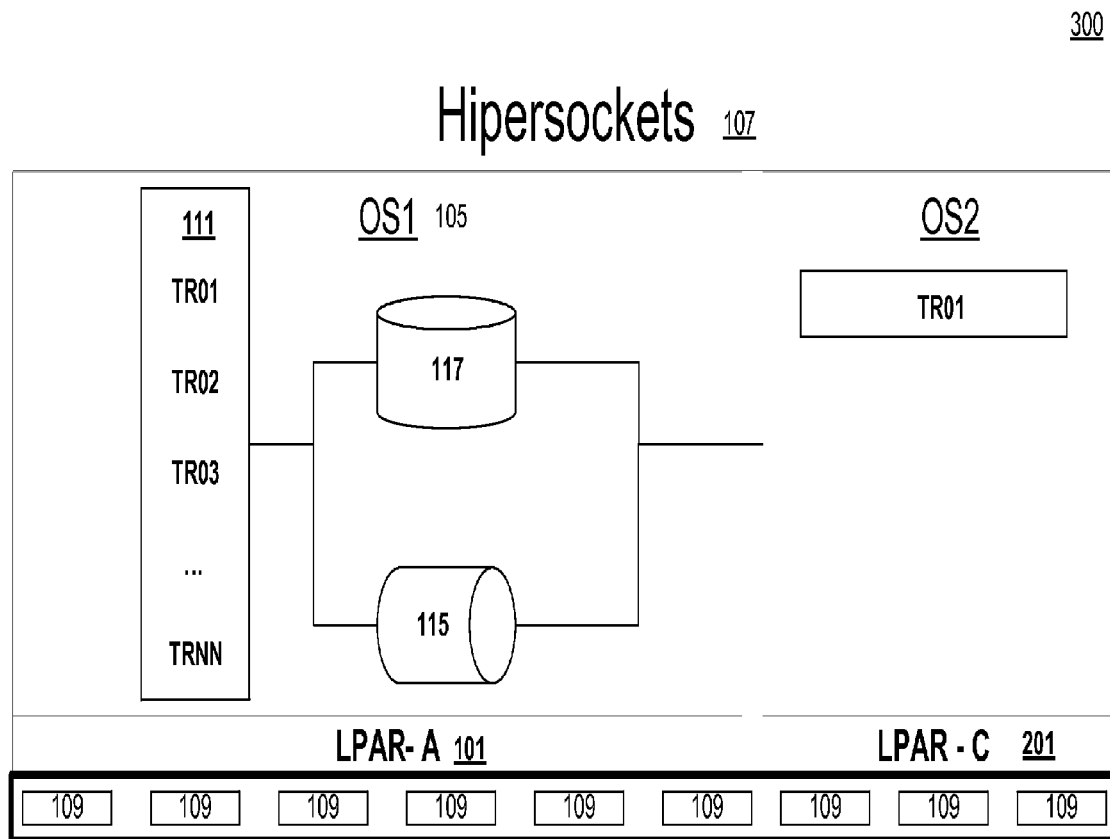 300
Hipersockets 107
111
TR01
TR02
TR03
...
TRNN
OS1 105
117
115
OS2
TR01
LPAR- A 101
LPAR - C 201
109 109 109 109 109 109 109 109 109